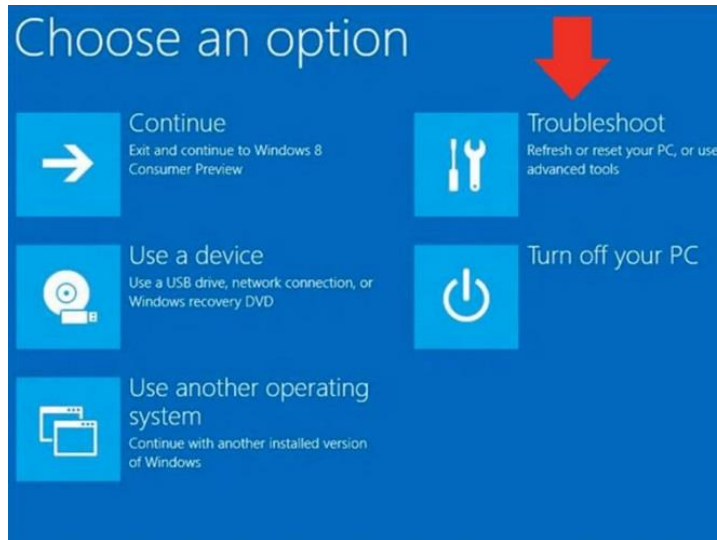 Choose an option
Continue
Exit and continue to Windows 8
Consumer Preview
Use a device
Use a USB drive, network connection, or
Windows recovery DVD
Use another operating
system
Continue with another installed version
of Windows
Troubleshoot
Refresh or reset your PC, or use
advanced tools
Turn off your PC